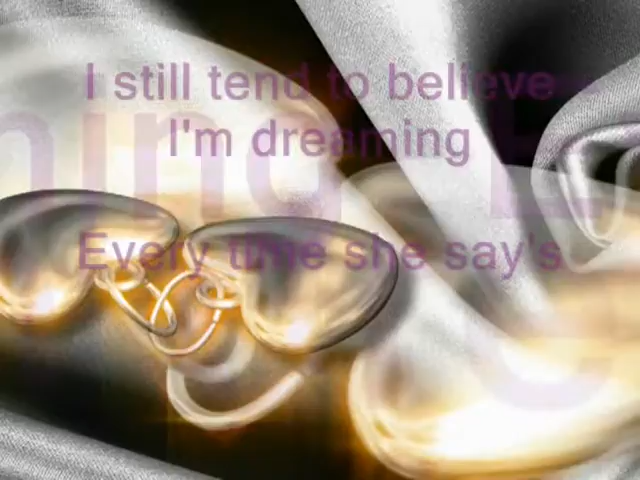 I still tend to believe
I'm dreaming
Every time she say's